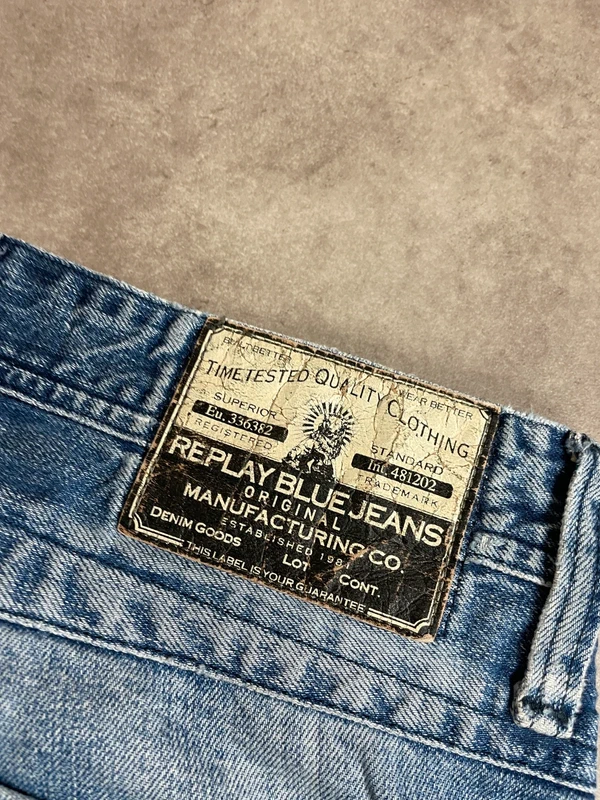 BUILT BETTER
WEAR BETTER
TIMETESTED QUALITY CLOTHING
SUPERIOR
Eu. 336382
REGISTERED
STANDARD
Int. 481202
TRADEMARK
REPLAY BLUE JEANS
ORIGINAL
MANUFACTURING CO.
ESTABLISHED
DENIM GOODS
LOT
CONT.
THIS LABEL IS YOUR GUARANTEE